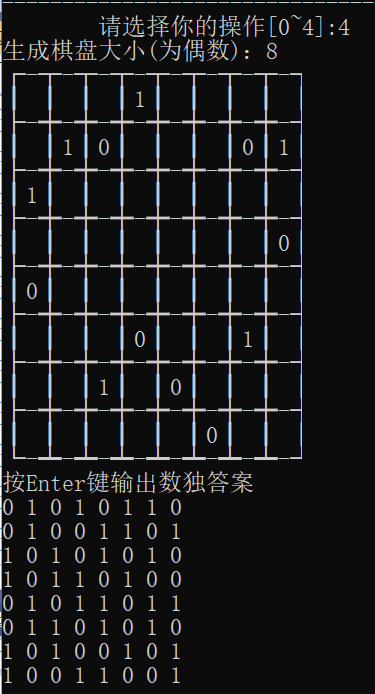 请选择你的操作[0~4]:4
生成棋盘大小(为偶数): 8
1
1 0 0 1
1
0
0
0 1
1 0
0
按Enter键输出数独答案
0 1 0 1 0 1 1 0
0 1 0 0 1 1 0 1
1 0 1 0 1 0 1 0
1 0 1 1 0 1 0 0
0 1 0 1 1 0 1 1
0 1 1 0 1 0 1 0
1 0 1 0 0 1 0 1
1 0 0 1 1 0 0 1